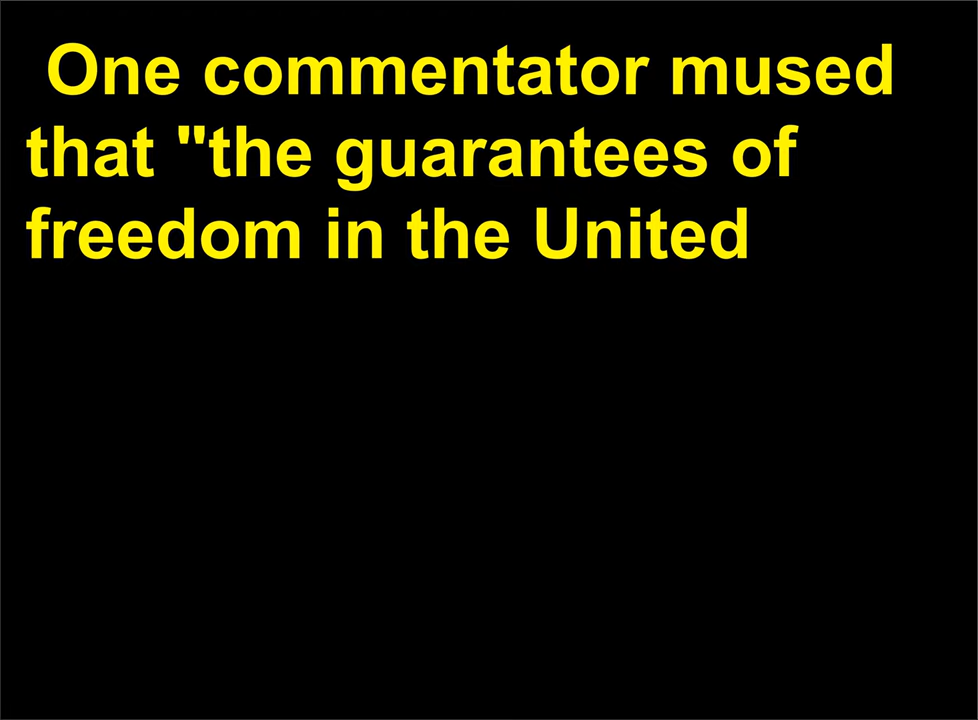 One commentator mused
that "the guarantees of
freedom in the United